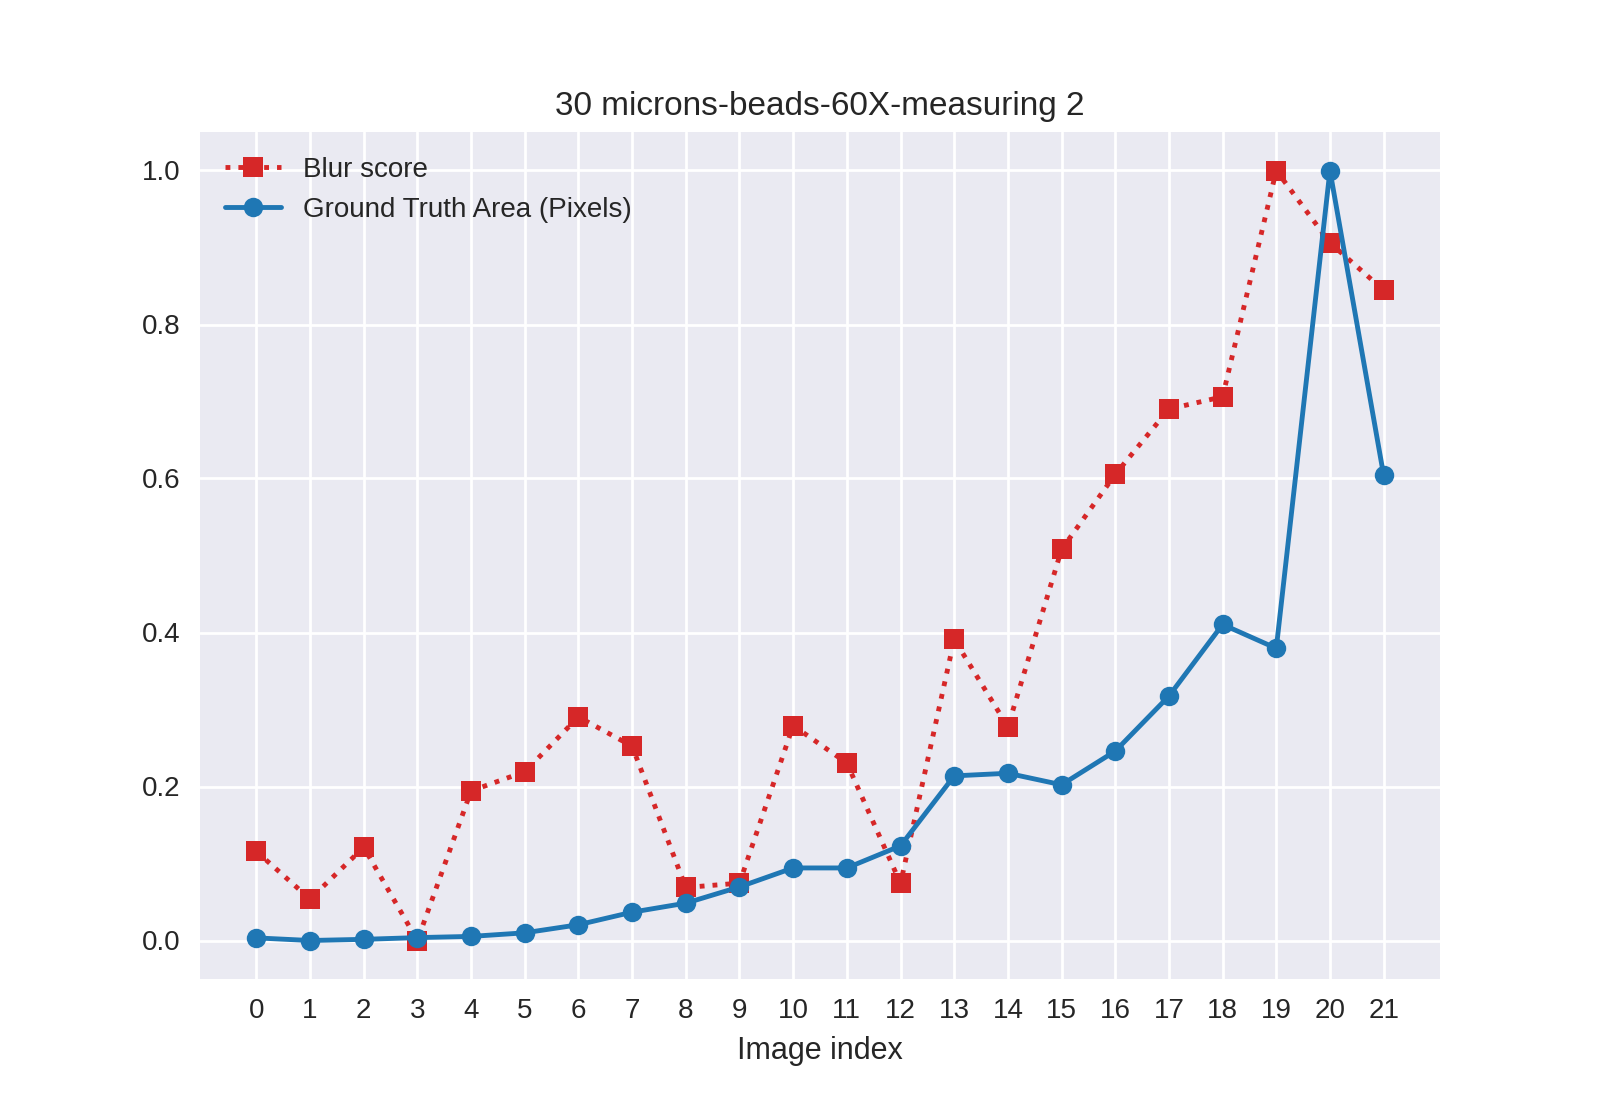 30 microns-beads-60X-measuring 2
Blur score
Ground Truth Area (Pixels)
1.0
0.8
0.6
0.4
0.2
0.0
0 1 2 3 4 5 6 7 8 9 10 11 12 13 14 15 16 17 18 19 20 21
Image index